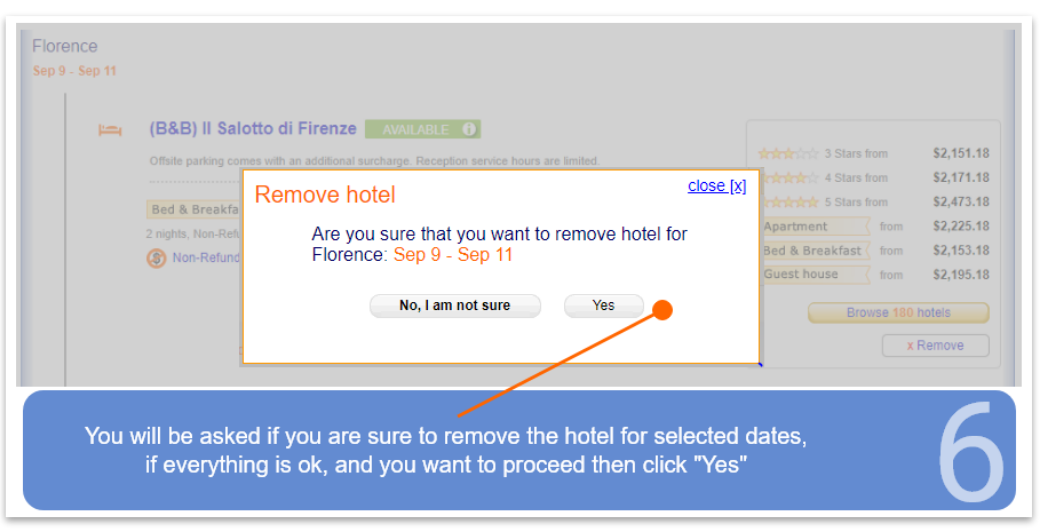 Florence
Sep 9 - Sep 11
(B&B) Il Salotto di Firenze AVAILABLE
Offsite parking comes with an additional surcharge. Reception service hours are limited.
3 Stars from $2,151.18
4 Stars from $2,171.18
5 Stars from $2,473.18
Apartment from $2,225.18
Bed & Breakfast from $2,153.18
Guest house from $2,195.18
Browse 180 hotels
x Remove
Bed & Breakfa
2 nights, Non-Refu
$ Non-Refund
Remove hotel
close [x]
Are you sure that you want to remove hotel for
Florence: Sep 9 - Sep 11
No, I am not sure
Yes
You will be asked if you are sure to remove the hotel for selected dates,
if everything is ok, and you want to proceed then click "Yes"
6